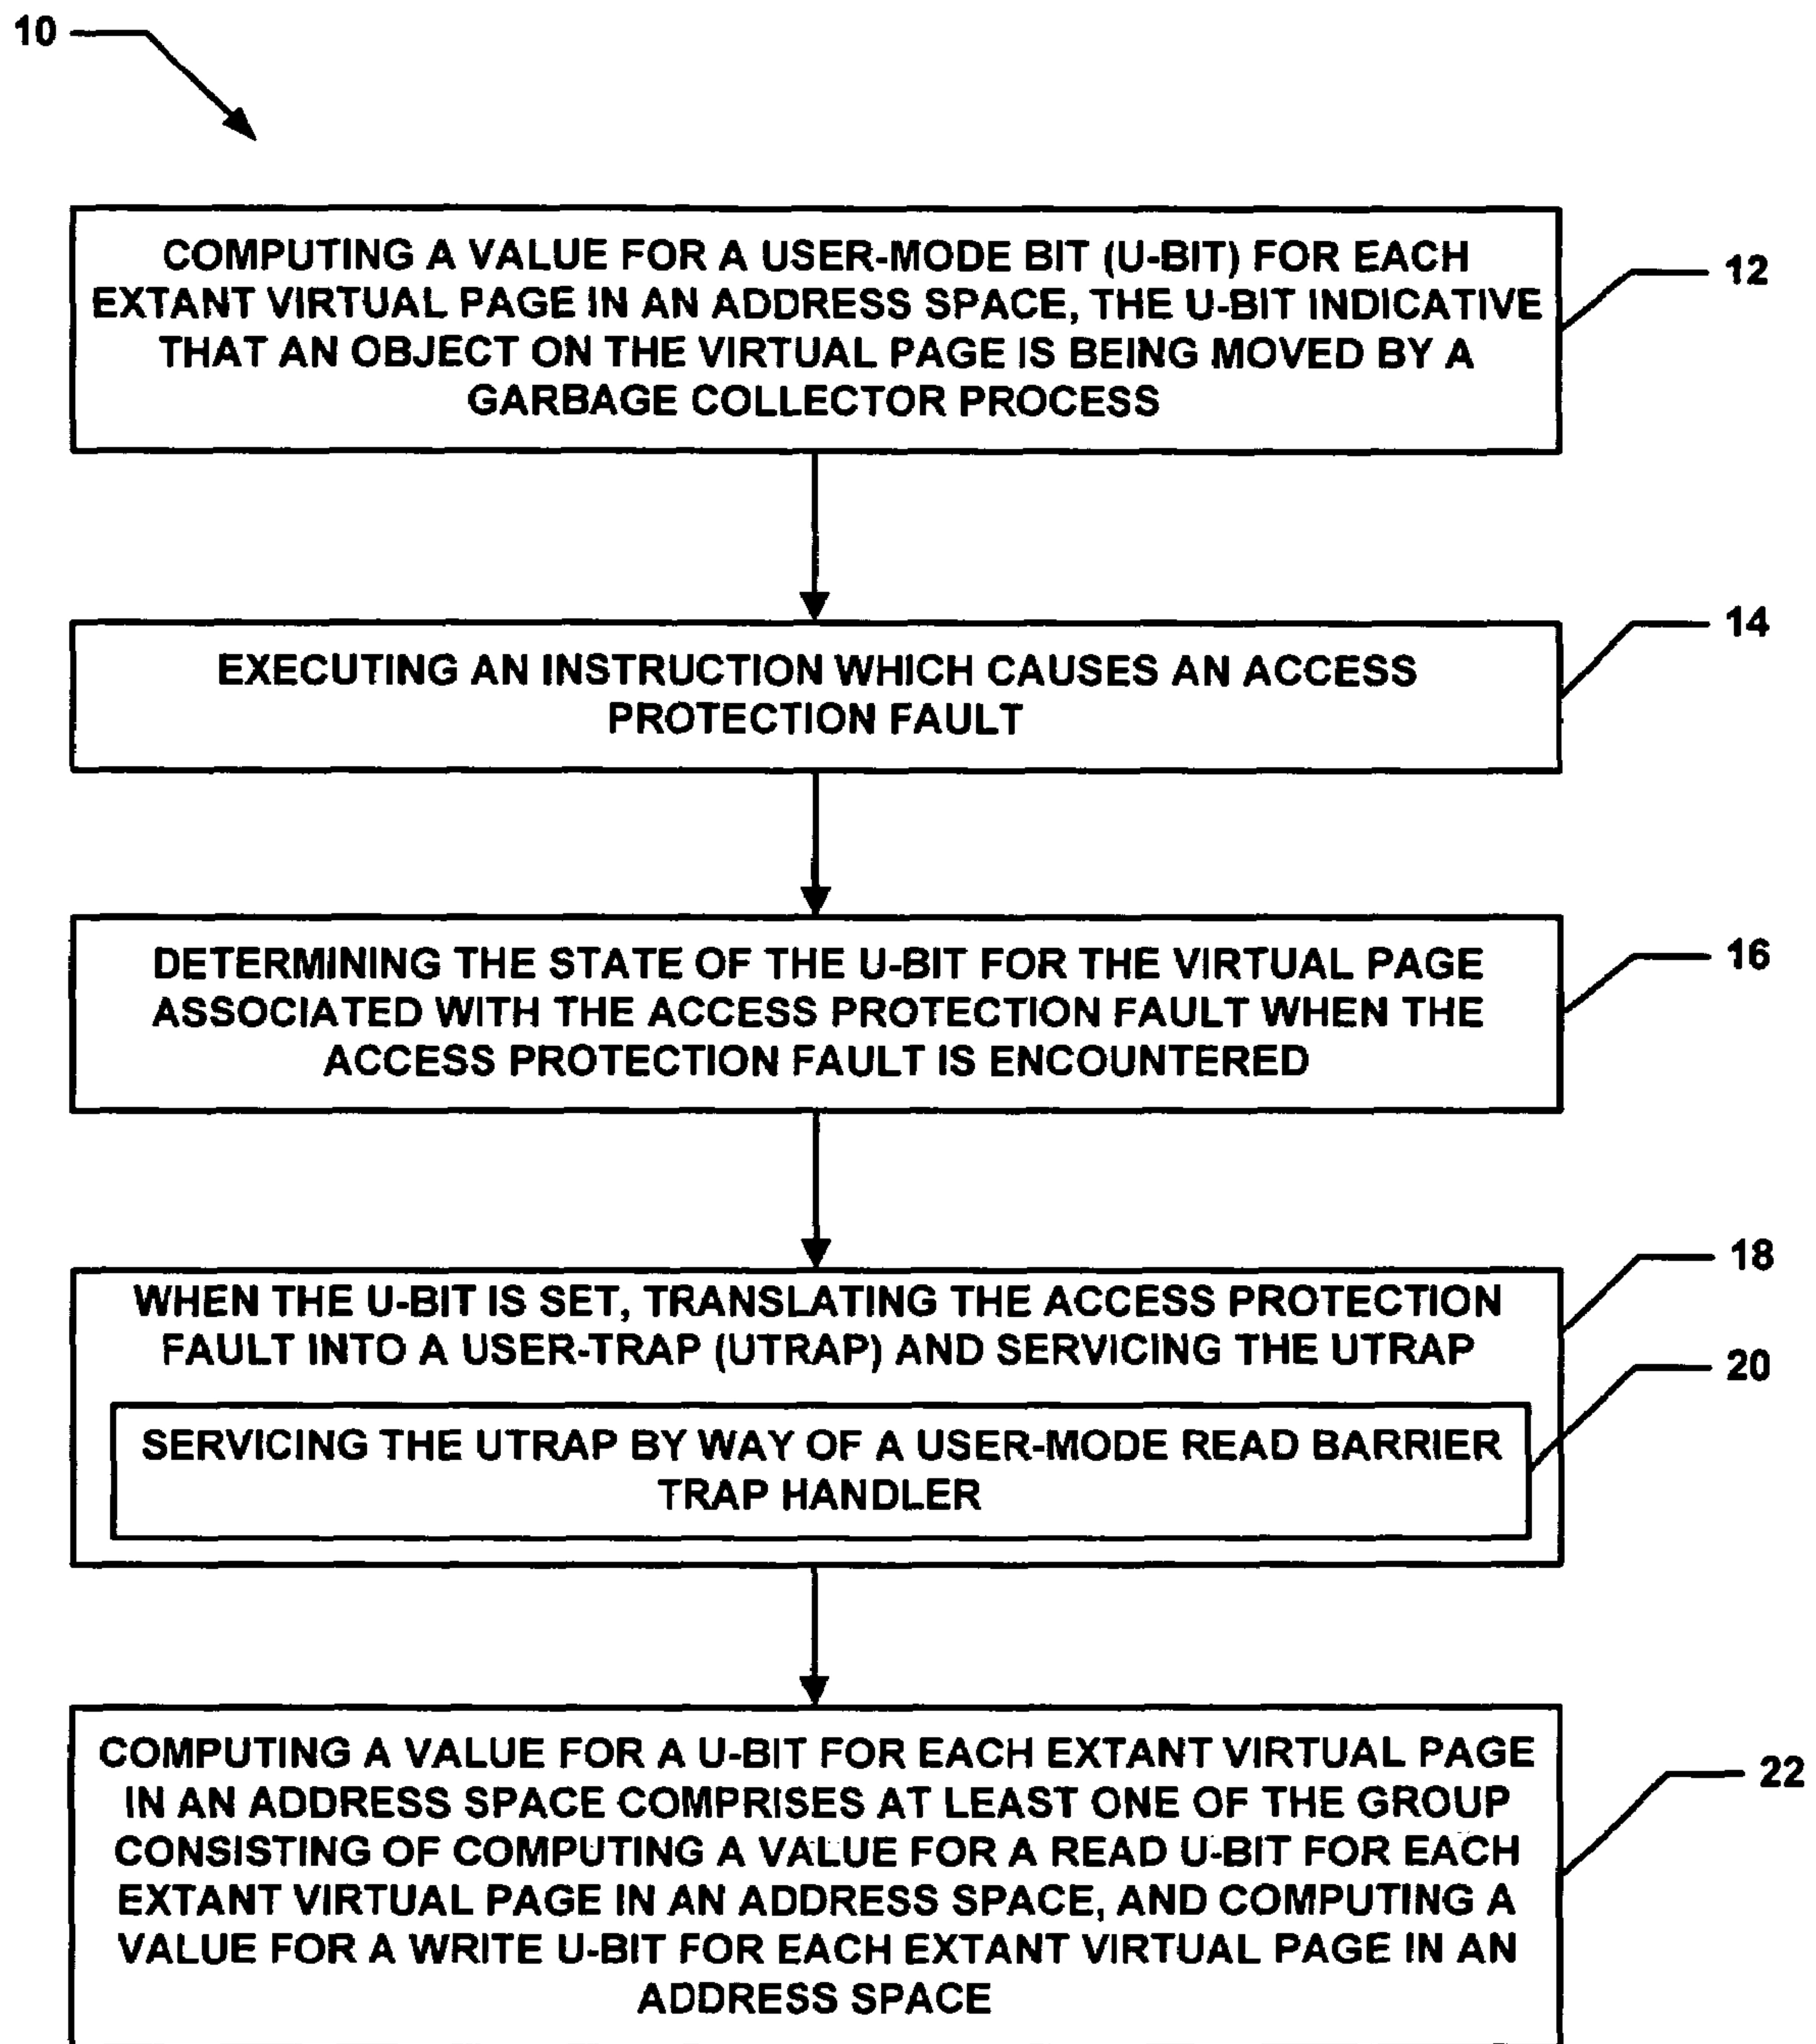 10
COMPUTING A VALUE FOR A USER-MODE BIT (U-BIT) FOR EACH
EXTANT VIRTUAL PAGE IN AN ADDRESS SPACE, THE U-BIT INDICATIVE
THAT AN OBJECT ON THE VIRTUAL PAGE IS BEING MOVED BY A
GARBAGE COLLECTOR PROCESS
12
EXECUTING AN INSTRUCTION WHICH CAUSES AN ACCESS
PROTECTION FAULT
14
DETERMINING THE STATE OF THE U-BIT FOR THE VIRTUAL PAGE
ASSOCIATED WITH THE ACCESS PROTECTION FAULT WHEN THE
ACCESS PROTECTION FAULT IS ENCOUNTERED
16
WHEN THE U-BIT IS SET, TRANSLATING THE ACCESS PROTECTION
FAULT INTO A USER-TRAP (UTRAP) AND SERVICING THE UTRAP
18
SERVICING THE UTRAP BY WAY OF A USER-MODE READ BARRIER
TRAP HANDLER
20
COMPUTING A VALUE FOR A U-BIT FOR EACH EXTANT VIRTUAL PAGE
IN AN ADDRESS SPACE COMPRISES AT LEAST ONE OF THE GROUP
CONSISTING OF COMPUTING A VALUE FOR A READ U-BIT FOR EACH
EXTANT VIRTUAL PAGE IN AN ADDRESS SPACE, AND COMPUTING A
VALUE FOR A WRITE U-BIT FOR EACH EXTANT VIRTUAL PAGE IN AN
ADDRESS SPACE
22